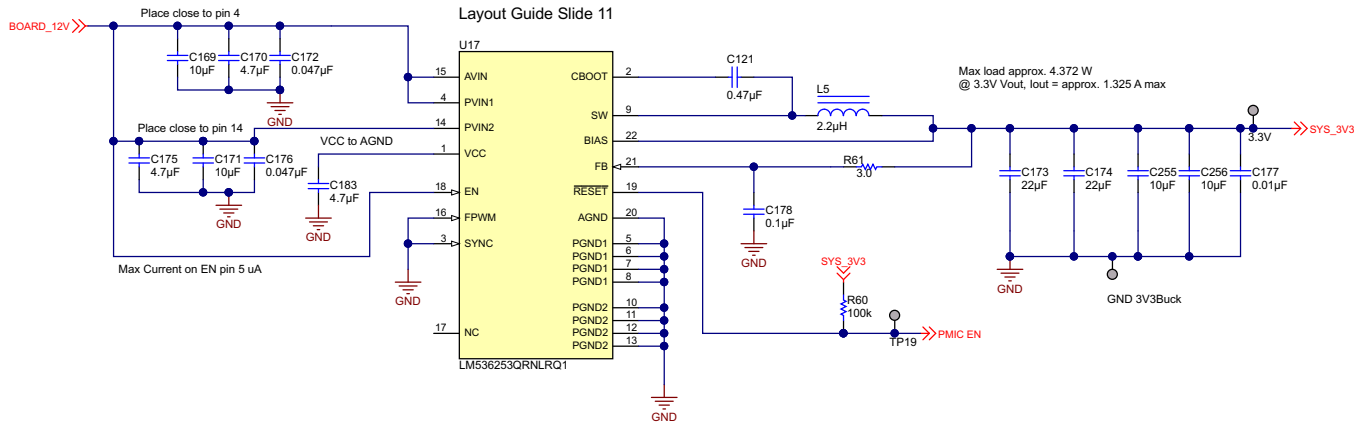 Layout Guide Slide 11
BOARD_12V
Place close to pin 4
C169
10µF
C170
4.7µF
C172
0.047µF
GND
Place close to pin 14
C175
4.7µF
C171
10µF
C176
0.047µF
GND
VCC to AGND
C183
4.7µF
GND
Max Current on EN pin 5 uA
GND
U17
15
AVIN
4
PVIN1
14
PVIN2
1
VCC
18
EN
16
FPWM
3
SYNC
17
NC
CBOOT
2
SW
9
BIAS
22
FB
21
RESET
19
AGND
20
PGND1
5
PGND1
6
PGND1
7
PGND1
8
PGND2
10
PGND2
11
PGND2
12
PGND2
13
LM536253QRNLRQ1
GND
C121
0.47µF
L5
2.2µH
R61
3.0
C178
0.1µF
GND
SYS_3V3
R60
100k
TP19
PMIC EN
Max load approx. 4.372 W
@ 3.3V Vout, Iout = approx. 1.325 A max
3.3V
SYS_3V3
C173
22µF
C174
22µF
C255
10µF
C256
10µF
C177
0.01µF
GND
GND 3V3Buck